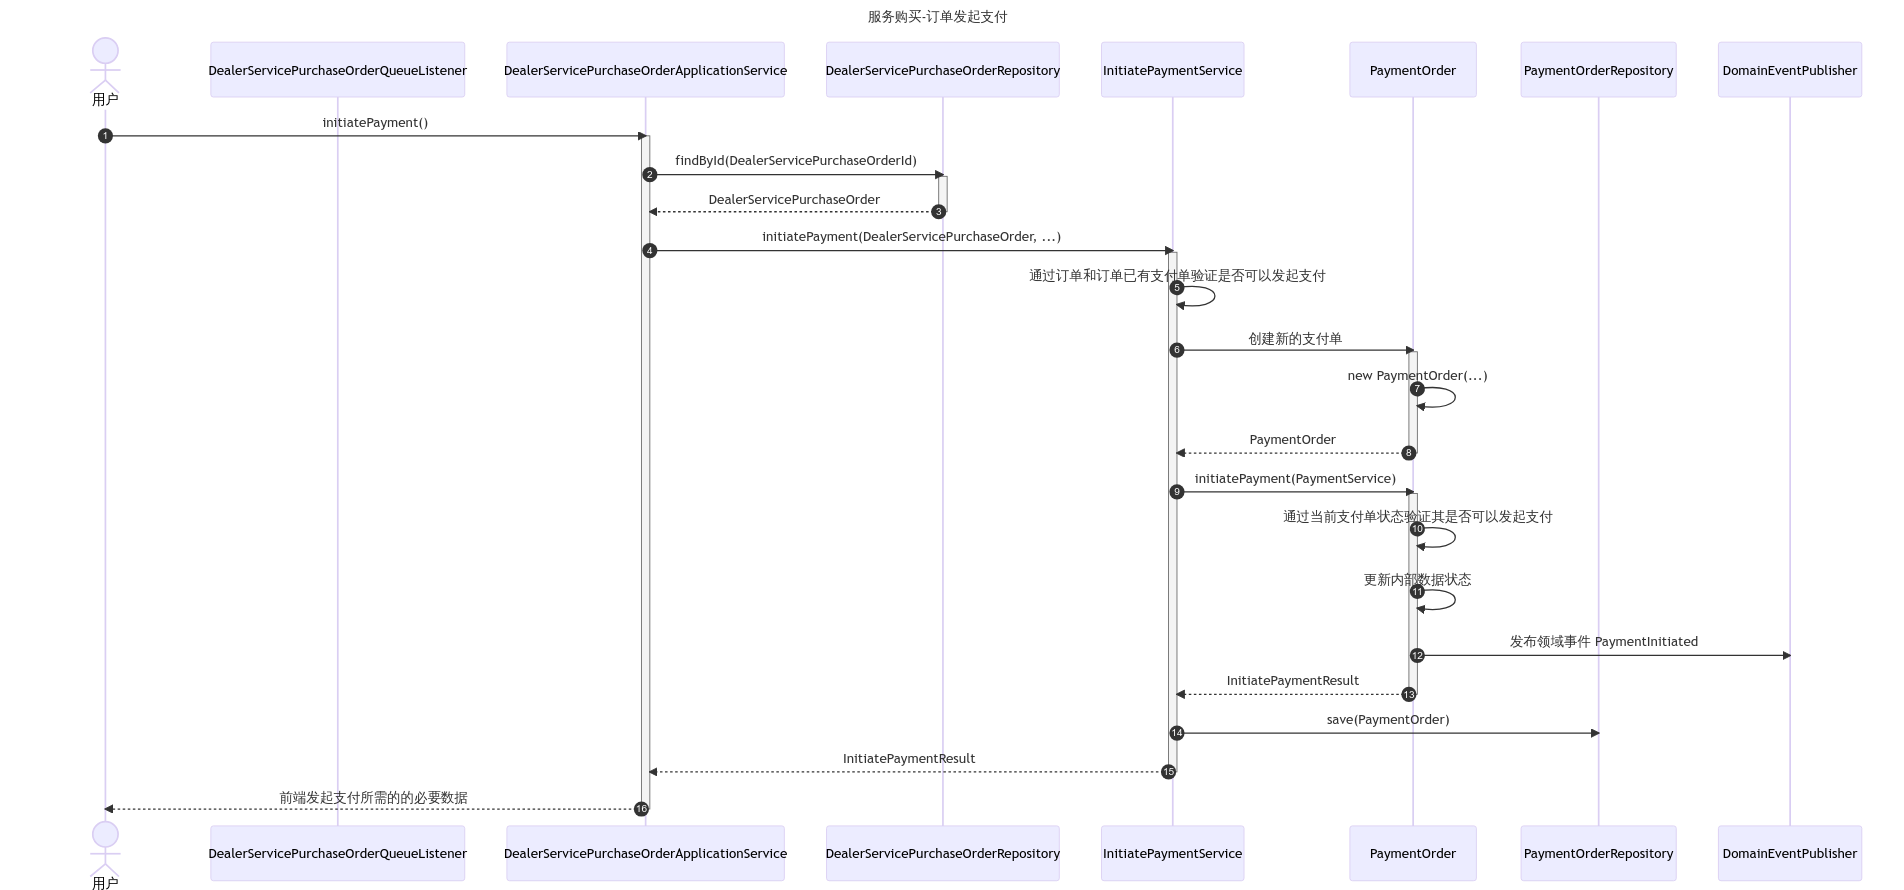 服务购买-订单发起支付
用户
DealerServicePurchaseOrderQueueListener
DealerServicePurchaseOrderApplicationService
DealerServicePurchaseOrderRepository
InitiatePaymentService
PaymentOrder
PaymentOrderRepository
DomainEventPublisher
initiatePayment()
1
findById(DealerServicePurchaseOrderId)
2
DealerServicePurchaseOrder
3
initiatePayment(DealerServicePurchaseOrder, ...)
4
通过订单和订单已有支付单验证是否可以发起支付
5
创建新的支付单
6
new PaymentOrder(...)
7
PaymentOrder
8
initiatePayment(PaymentService)
9
通过当前支付单状态验证其是否可以发起支付
10
更新内部数据状态
11
发布领域事件 PaymentInitiated
12
InitiatePaymentResult
13
save(PaymentOrder)
14
InitiatePaymentResult
15
前端发起支付所需的的必要数据
16
用户
DealerServicePurchaseOrderQueueListener
DealerServicePurchaseOrderApplicationService
DealerServicePurchaseOrderRepository
InitiatePaymentService
PaymentOrder
PaymentOrderRepository
DomainEventPublisher